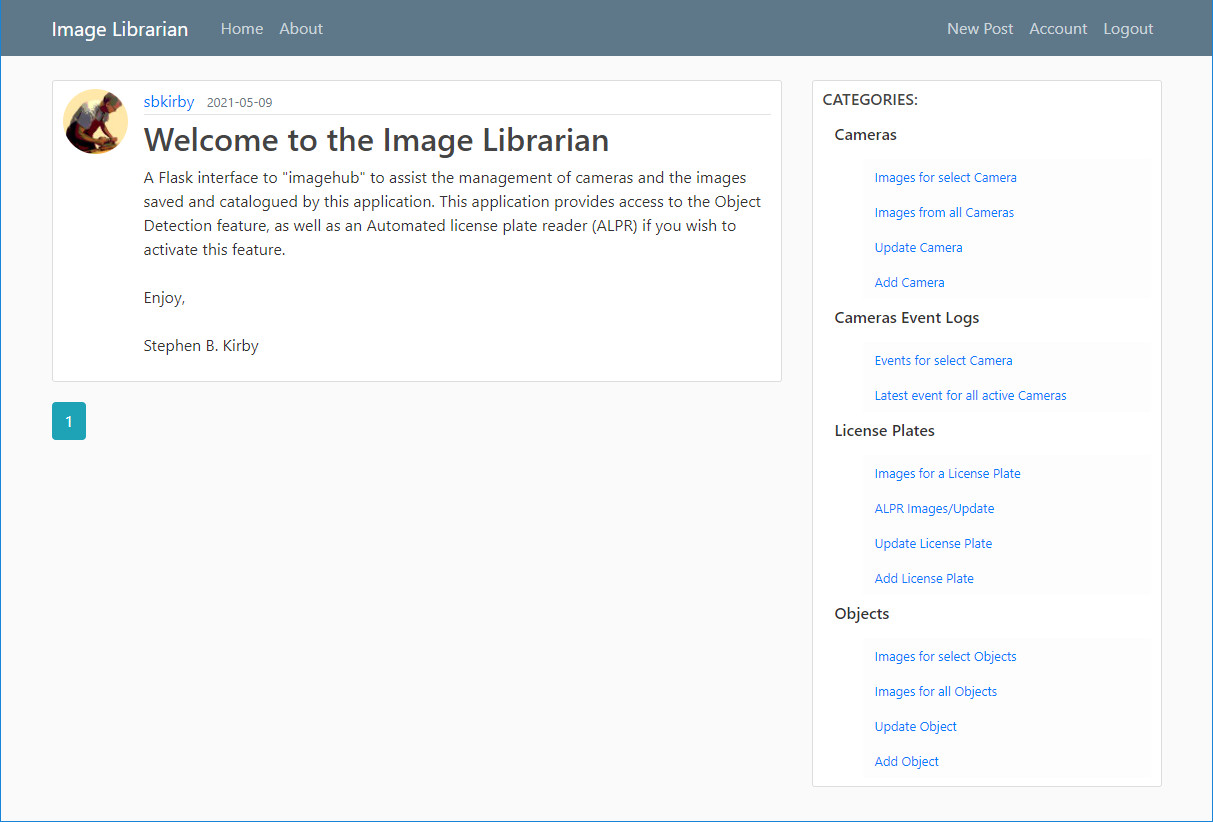 Image Librarian Home About New Post Account Logout
sbkirby 2021-05-09
Welcome to the Image Librarian
A Flask interface to "imagehub" to assist the management of cameras and the images
saved and catalogued by this application. This application provides access to the Object
Detection feature, as well as an Automated license plate reader (ALPR) if you wish to
activate this feature.
Enjoy,
Stephen B. Kirby
1
CATEGORIES:
Cameras
Images for select Camera
Images from all Cameras
Update Camera
Add Camera
Cameras Event Logs
Events for select Camera
Latest event for all active Cameras
License Plates
Images for a License Plate
ALPR Images/Update
Update License Plate
Add License Plate
Objects
Images for select Objects
Images for all Objects
Update Object
Add Object